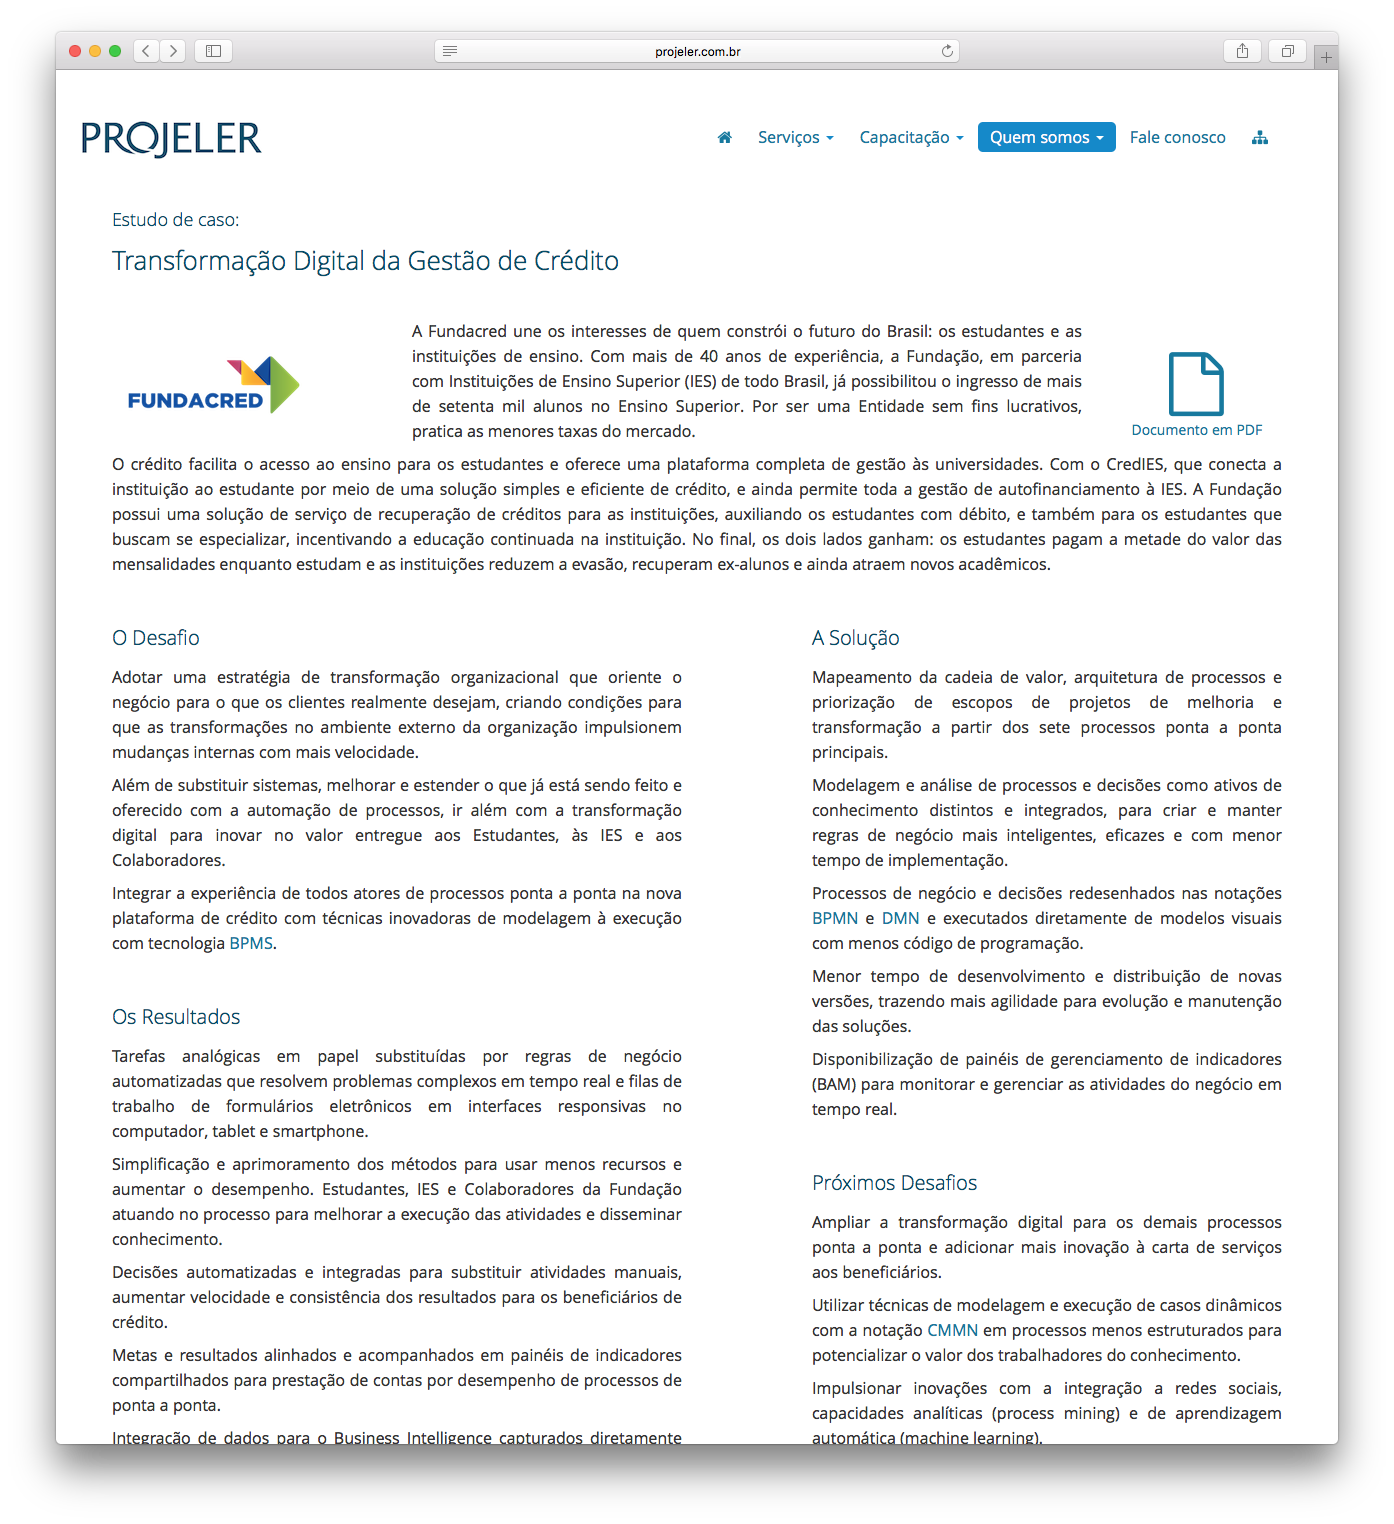 projeler.com.br
PROJELER
Serviços
Capacitação
Quem somos
Fale conosco
Estudo de caso:
Transformação Digital da Gestão de Crédito
FUNDACRED
A Fundacred une os interesses de quem constrói o futuro do Brasil: os estudantes e as
instituições de ensino. Com mais de 40 anos de experiência, a Fundação, em parceria
com Instituições de Ensino Superior (IES) de todo Brasil, já possibilitou o ingresso de mais
de setenta mil alunos no Ensino Superior. Por ser uma Entidade sem fins lucrativos,
pratica as menores taxas do mercado.
Documento em PDF
O crédito facilita o acesso ao ensino para os estudantes e oferece uma plataforma completa de gestão às universidades. Com o CredIES, que conecta a
instituição ao estudante por meio de uma solução simples e eficiente de crédito, e ainda permite toda a gestão de autofinanciamento à IES. A Fundação
possui uma solução de serviço de recuperação de créditos para as instituições, auxiliando os estudantes com débito, e também para os estudantes que
buscam se especializar, incentivando a educação continuada na instituição. No final, os dois lados ganham: os estudantes pagam a metade do valor das
mensalidades enquanto estudam e as instituições reduzem a evasão, recuperam ex-alunos e ainda atraem novos acadêmicos.
O Desafio
Adotar uma estratégia de transformação organizacional que oriente o
negócio para o que os clientes realmente desejam, criando condições para
que as transformações no ambiente externo da organização impulsionem
mudanças internas com mais velocidade.
Além de substituir sistemas, melhorar e estender o que já está sendo feito e
oferecido com a automação de processos, ir além com a transformação
digital para inovar no valor entregue aos Estudantes, às IES e aos
Colaboradores.
Integrar a experiência de todos atores de processos ponta a ponta na nova
plataforma de crédito com técnicas inovadoras de modelagem à execução
com tecnologia BPMS.
Os Resultados
Tarefas analógicas em papel substituídas por regras de negócio
automatizadas que resolvem problemas complexos em tempo real e filas de
trabalho de formulários eletrônicos em interfaces responsivas no
computador, tablet e smartphone.
Simplificação e aprimoramento dos métodos para usar menos recursos e
aumentar o desempenho. Estudantes, IES e Colaboradores da Fundação
atuando no processo para melhorar a execução das atividades e disseminar
conhecimento.
Decisões automatizadas e integradas para substituir atividades manuais,
aumentar velocidade e consistência dos resultados para os beneficiários de
crédito.
Metas e resultados alinhados e acompanhados em painéis de indicadores
compartilhados para prestação de contas por desempenho de processos de
ponta a ponta.
Integração de dados para o Business Intelligence capturados diretamente
A Solução
Mapeamento da cadeia de valor, arquitetura de processos e
priorização de escopos de projetos de melhoria e
transformação a partir dos sete processos ponta a ponta
principais.
Modelagem e análise de processos e decisões como ativos de
conhecimento distintos e integrados, para criar e manter
regras de negócio mais inteligentes, eficazes e com menor
tempo de implementação.
Processos de negócio e decisões redesenhados nas notações
BPMN e DMN e executados diretamente de modelos visuais
com menos código de programação.
Menor tempo de desenvolvimento e distribuição de novas
versões, trazendo mais agilidade para evolução e manutenção
das soluções.
Disponibilização de painéis de gerenciamento de indicadores
(BAM) para monitorar e gerenciar as atividades do negócio em
tempo real.
Próximos Desafios
Ampliar a transformação digital para os demais processos
ponta a ponta e adicionar mais inovação à carta de serviços
aos beneficiários.
Utilizar técnicas de modelagem e execução de casos dinâmicos
com a notação CMMN em processos menos estruturados para
potencializar o valor dos trabalhadores do conhecimento.
Impulsionar inovações com a integração a redes sociais,
capacidades analíticas (process mining) e de aprendizagem
automática (machine learning).